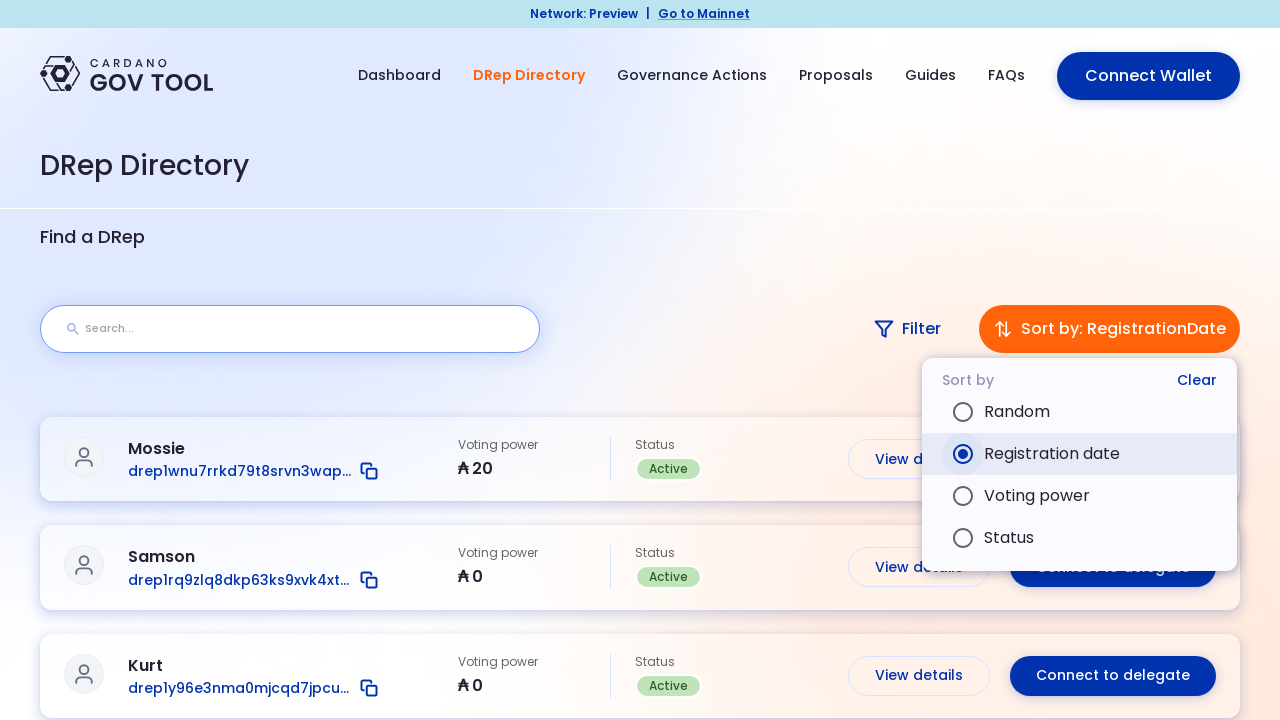 Network: Preview | Go to Mainnet
CARDANO
GOV TOOL
Dashboard DRep Directory Governance Actions Proposals Guides FAQs Connect Wallet
DRep Directory
Find a DRep
Search...
Filter
Sort by: RegistrationDate
Sort by Clear
Random
Registration date
Voting power
Status
Mossie
drep1wnu7rrkd79t8srvn3wap...
Voting power
₳ 20
Status
Active
View d
Samson
drep1rq9zlq8dkp63ks9xvk4xt...
Voting power
₳ 0
Status
Active
View details
Connect to delegate
Kurt
drep1y96e3nma0mjcqd7jpcu...
Voting power
₳ 0
Status
Active
View details
Connect to delegate